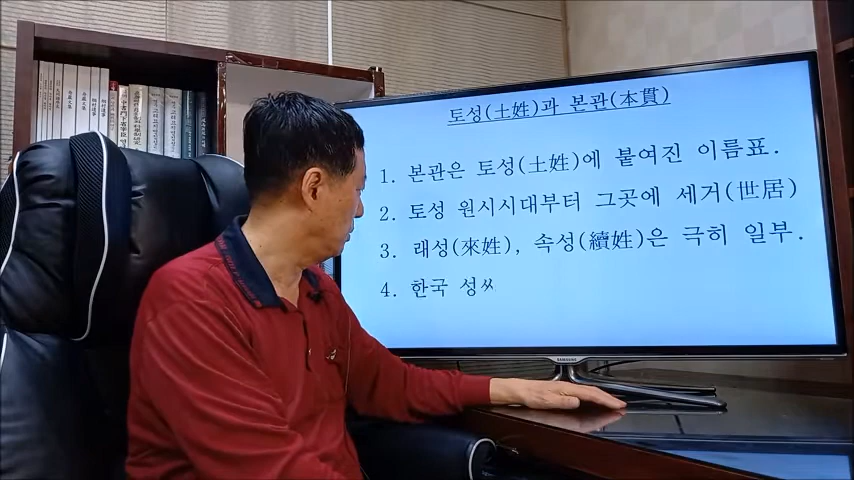 토성(土姓)과 본관(本貫)
1. 본관은 토성(土姓)에 붙여진 이름표.
2. 토성 원시시대부터 그곳에 세거(世居)
3. 래성(來姓), 속성(續姓)은 극히 일부.
4. 한국 성ㅆ
SAMSUNG